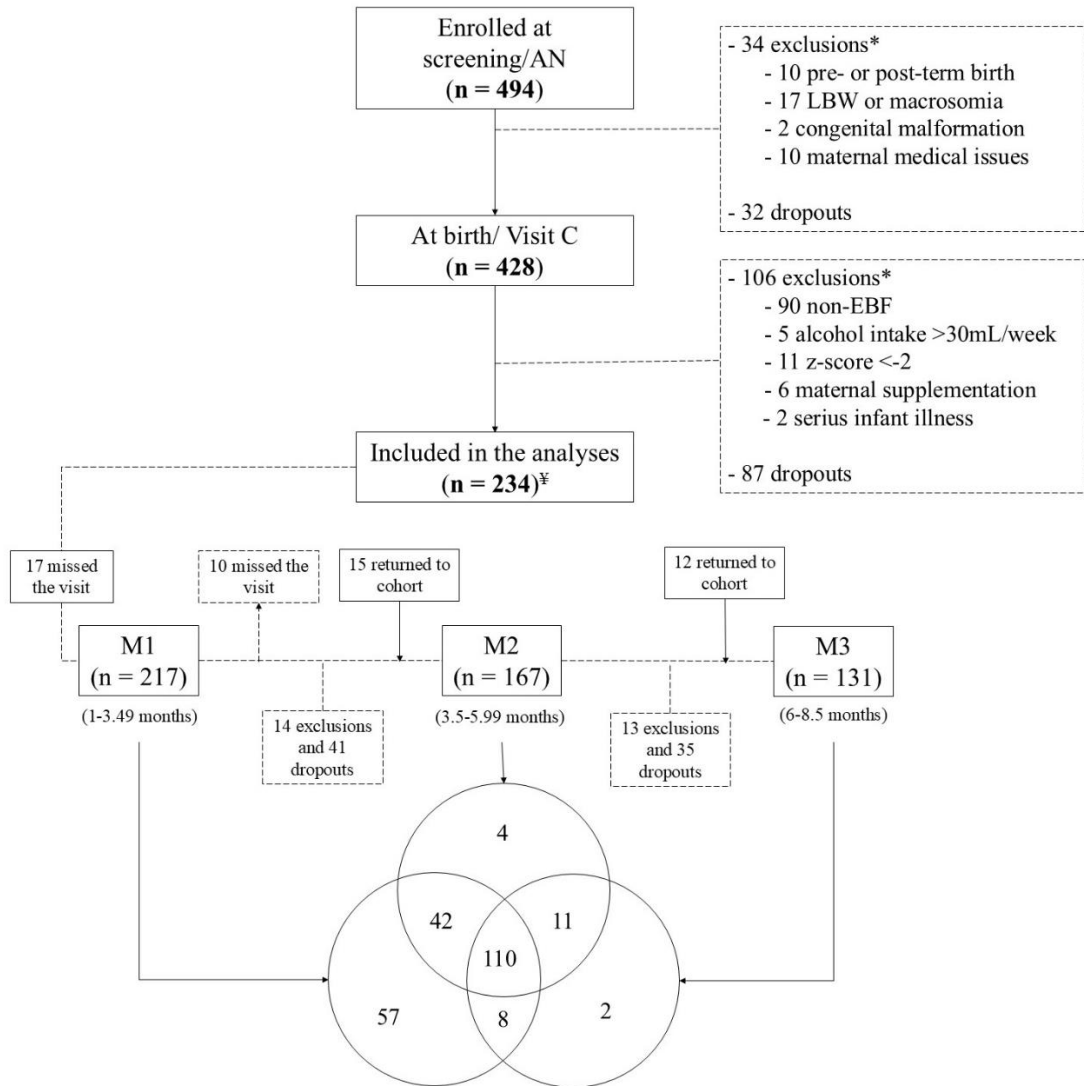 Enrolled at
screening/AN
(n = 494)
- 34 exclusions*
- 10 pre- or post-term birth
- 17 LBW or macrosomia
- 2 congenital malformation
- 10 maternal medical issues
- 32 dropouts
At birth/ Visit C
(n = 428)
- 106 exclusions*
- 90 non-EBF
- 5 alcohol intake >30mL/week
- 11 z-score <-2
- 6 maternal supplementation
- 2 serius infant illness
- 87 dropouts
Included in the analyses
(n = 234)¥
17 missed
the visit
10 missed the
visit
15 returned to
cohort
12 returned to
cohort
M1
(n = 217)
(1-3.49 months)
M2
(n = 167)
(3.5-5.99 months)
M3
(n = 131)
(6-8.5 months)
14 exclusions
and 41
dropouts
13 exclusions
and 35
dropouts
4
42
11
110
57
8
2